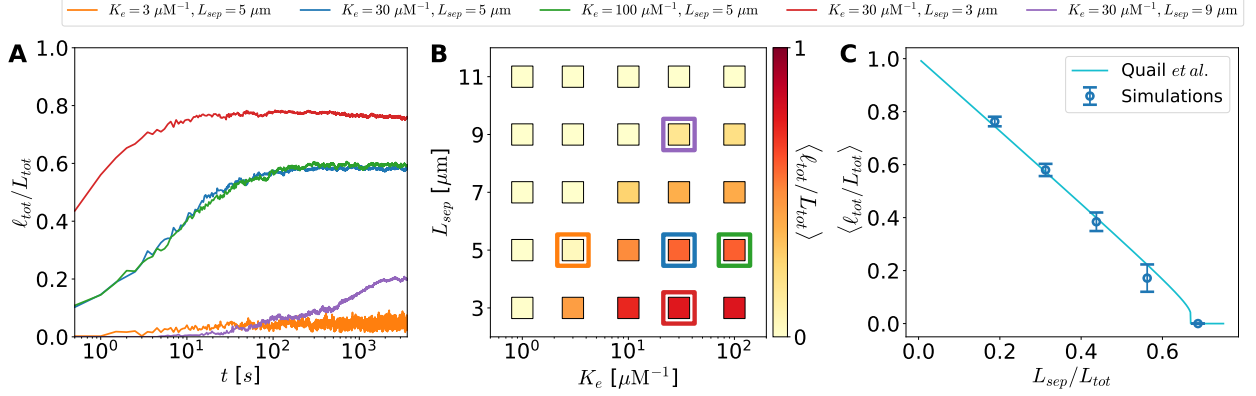 K_e = 3 μM⁻¹, L_sep = 5 μm K_e = 30 μM⁻¹, L_sep = 5 μm K_e = 100 μM⁻¹, L_sep = 5 μm K_e = 30 μM⁻¹, L_sep = 3 μm K_e = 30 μM⁻¹, L_sep = 9 μm
A
1.0
0.8
0.6
0.4
0.2
0.0
ℓ_tot/L_tot
10⁰ 10¹ 10² 10³
t [s]
B
11
9
7
5
3
L_sep [μm]
10⁰ 10¹ 10²
K_e [μM⁻¹]
1
0
⟨ℓ_tot/L_tot⟩
C
1.0
0.8
0.6
0.4
0.2
0.0
⟨ℓ_tot/L_tot⟩
Quail et al.
Simulations
0.0 0.2 0.4 0.6
L_sep/L_tot